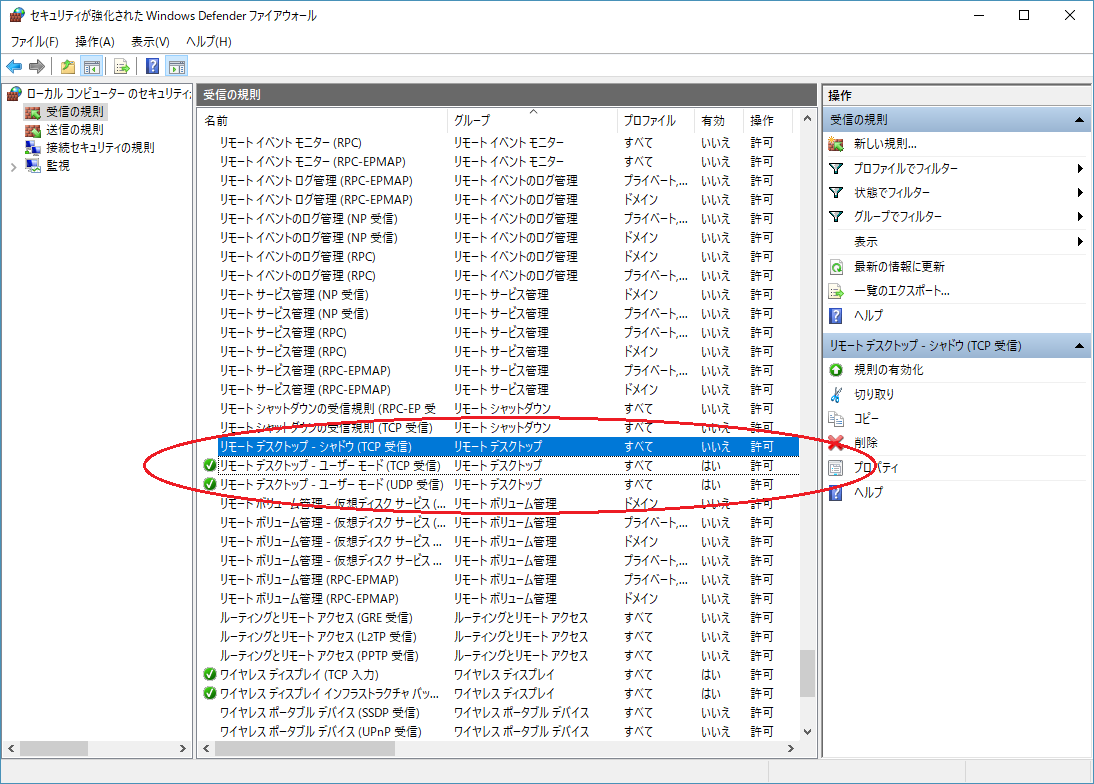 セキュリティが強化された Windows Defender ファイアウォール
ファイル(F) 操作(A) 表示(V) ヘルプ(H)
ローカル コンピューター のセキュリティ
受信の規則
送信の規則
接続セキュリティの規則
監視
受信の規則
名前 グループ プロファイル 有効 操作
リモート イベント モニター (RPC) リモート イベント モニター すべて いいえ 許可
リモート イベント モニター (RPC-EPMAP) リモート イベント モニター すべて いいえ 許可
リモート イベント ログ管理 (RPC-EPMAP) リモート イベントのログ管理 プライベート,... いいえ 許可
リモート イベント ログ管理 (RPC-EPMAP) リモート イベントのログ管理 ドメイン いいえ 許可
リモート イベントのログ管理 (NP 受信) リモート イベントのログ管理 プライベート,... いいえ 許可
リモート イベントのログ管理 (NP 受信) リモート イベントのログ管理 ドメイン いいえ 許可
リモート イベントのログ管理 (RPC) リモート イベントのログ管理 ドメイン いいえ 許可
リモート イベントのログ管理 (RPC) リモート イベントのログ管理 プライベート,... いいえ 許可
リモート サービス管理 (NP 受信) リモート サービス管理 ドメイン いいえ 許可
リモート サービス管理 (NP 受信) リモート サービス管理 プライベート,... いいえ 許可
リモート サービス管理 (RPC) リモート サービス管理 プライベート,... いいえ 許可
リモート サービス管理 (RPC) リモート サービス管理 ドメイン いいえ 許可
リモート サービス管理 (RPC-EPMAP) リモート サービス管理 プライベート,... いいえ 許可
リモート サービス管理 (RPC-EPMAP) リモート サービス管理 ドメイン いいえ 許可
リモート シャットダウンの受信規則 (RPC-EP 受 リモート シャットダウン すべて いいえ 許可
リモート シャットダウンの受信規則 (TCP 受信) リモート シャットダウン すべて いいえ 許可
リモート デスクトップ - シャドウ (TCP 受信) リモート デスクトップ すべて いいえ 許可
リモート デスクトップ - ユーザー モード (TCP 受信) リモート デスクトップ すべて はい 許可
リモート デスクトップ - ユーザー モード (UDP 受信) リモート デスクトップ すべて はい 許可
リモート ボリューム管理 - 仮想ディスク サービス (... リモート ボリューム管理 ドメイン いいえ 許可
リモート ボリューム管理 - 仮想ディスク サービス (... リモート ボリューム管理 プライベート,... いいえ 許可
リモート ボリューム管理 - 仮想ディスク サービス ... リモート ボリューム管理 ドメイン いいえ 許可
リモート ボリューム管理 - 仮想ディスク サービス ... リモート ボリューム管理 プライベート,... いいえ 許可
リモート ボリューム管理 (RPC-EPMAP) リモート ボリューム管理 プライベート,... いいえ 許可
リモート ボリューム管理 (RPC-EPMAP) リモート ボリューム管理 ドメイン いいえ 許可
ルーティングとリモート アクセス (GRE 受信) ルーティングとリモート アクセス すべて いいえ 許可
ルーティングとリモート アクセス (L2TP 受信) ルーティングとリモート アクセス すべて いいえ 許可
ルーティングとリモート アクセス (PPTP 受信) ルーティングとリモート アクセス すべて いいえ 許可
ワイヤレス ディスプレイ (TCP 入力) ワイヤレス ディスプレイ すべて はい 許可
ワイヤレス ディスプレイ インフラストラクチャ バッ... ワイヤレス ディスプレイ すべて はい 許可
ワイヤレス ポータブル デバイス (SSDP 受信) ワイヤレス ポータブル デバイス すべて いいえ 許可
ワイヤレス ポータブル デバイス (UPnP 受信) ワイヤレス ポータブル デバイス すべて いいえ 許可
操作
受信の規則
新しい規則...
プロファイルでフィルター
状態でフィルター
グループでフィルター
表示
最新の情報に更新
一覧のエクスポート...
ヘルプ
リモート デスクトップ - シャドウ (TCP 受信)
規則の有効化
切り取り
コピー
削除
プロパティ
ヘルプ